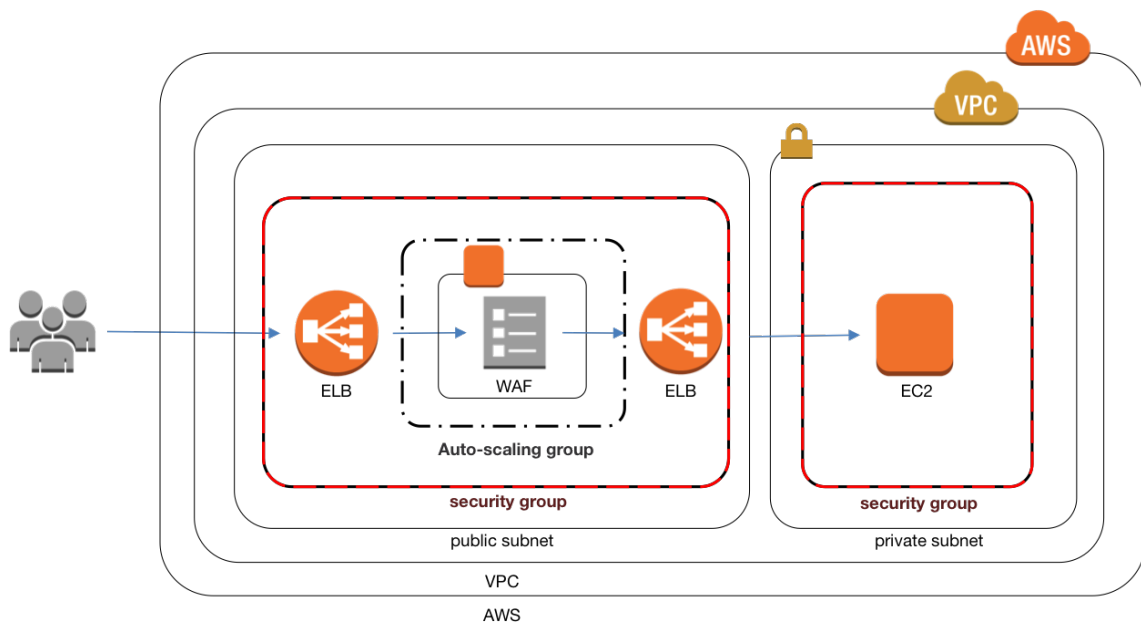 AWS
VPC
ELB
WAF
ELB
EC2
Auto-scaling group
security group
security group
public subnet
private subnet
VPC
AWS